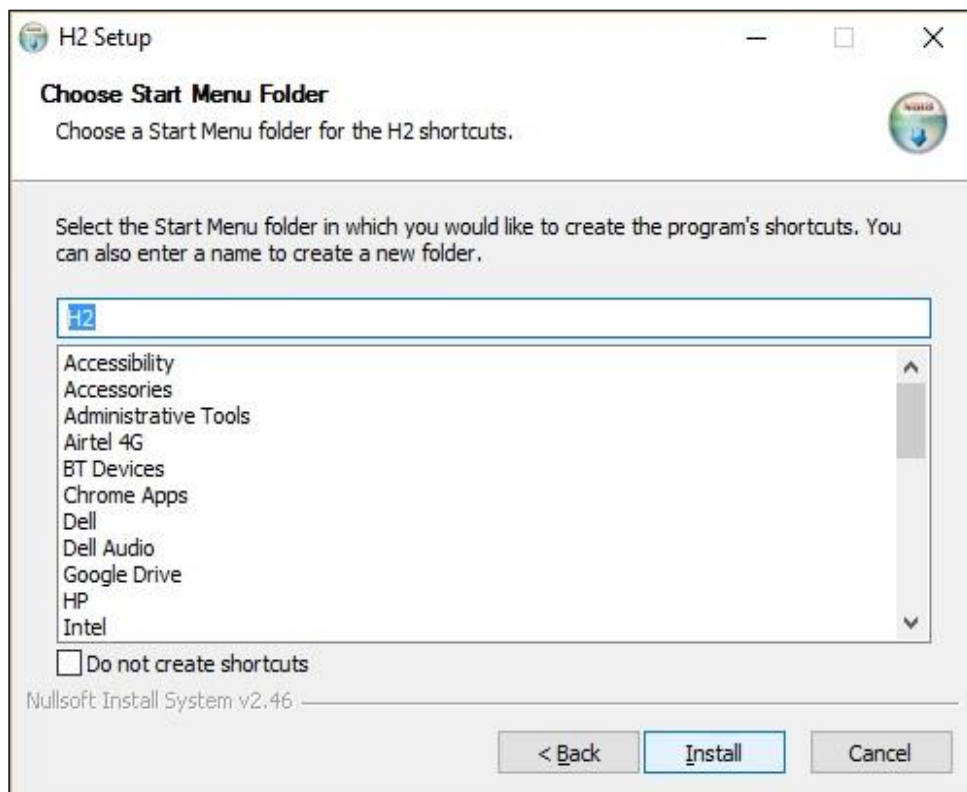 H2 Setup
Choose Start Menu Folder
Choose a Start Menu folder for the H2 shortcuts.
Select the Start Menu folder in which you would like to create the program's shortcuts. You
can also enter a name to create a new folder.
H2
Accessibility
Accessories
Administrative Tools
Airtel 4G
BT Devices
Chrome Apps
Dell
Dell Audio
Google Drive
HP
Intel
Do not create shortcuts
Nullsoft Install System v2.46
< Back
Install
Cancel